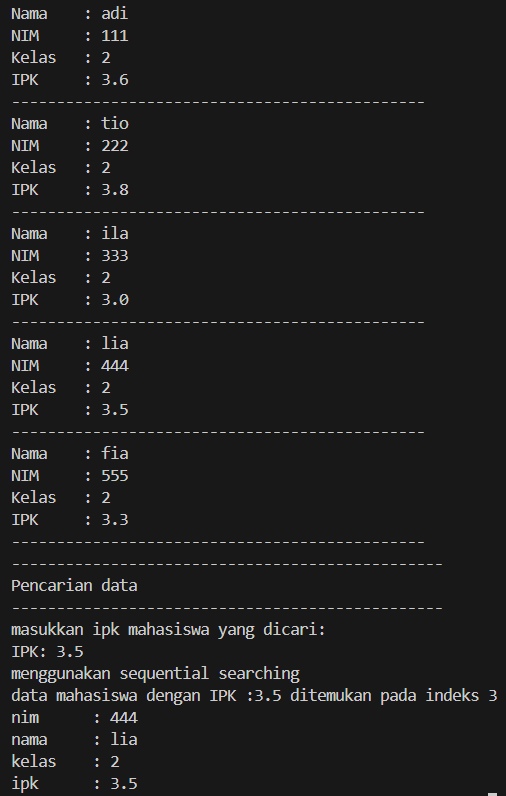 Nama    : adi
NIM     : 111
Kelas   : 2
IPK     : 3.6
----------------------------------------------
Nama    : tio
NIM     : 222
Kelas   : 2
IPK     : 3.8
----------------------------------------------
Nama    : ila
NIM     : 333
Kelas   : 2
IPK     : 3.0
----------------------------------------------
Nama    : lia
NIM     : 444
Kelas   : 2
IPK     : 3.5
----------------------------------------------
Nama    : fia
NIM     : 555
Kelas   : 2
IPK     : 3.3
----------------------------------------------
------------------------------------------------
Pencarian data
------------------------------------------------
masukkan ipk mahasiswa yang dicari:
IPK: 3.5
menggunakan sequential searching
data mahasiswa dengan IPK :3.5 ditemukan pada indeks 3
nim      : 444
nama     : lia
kelas    : 2
ipk      : 3.5